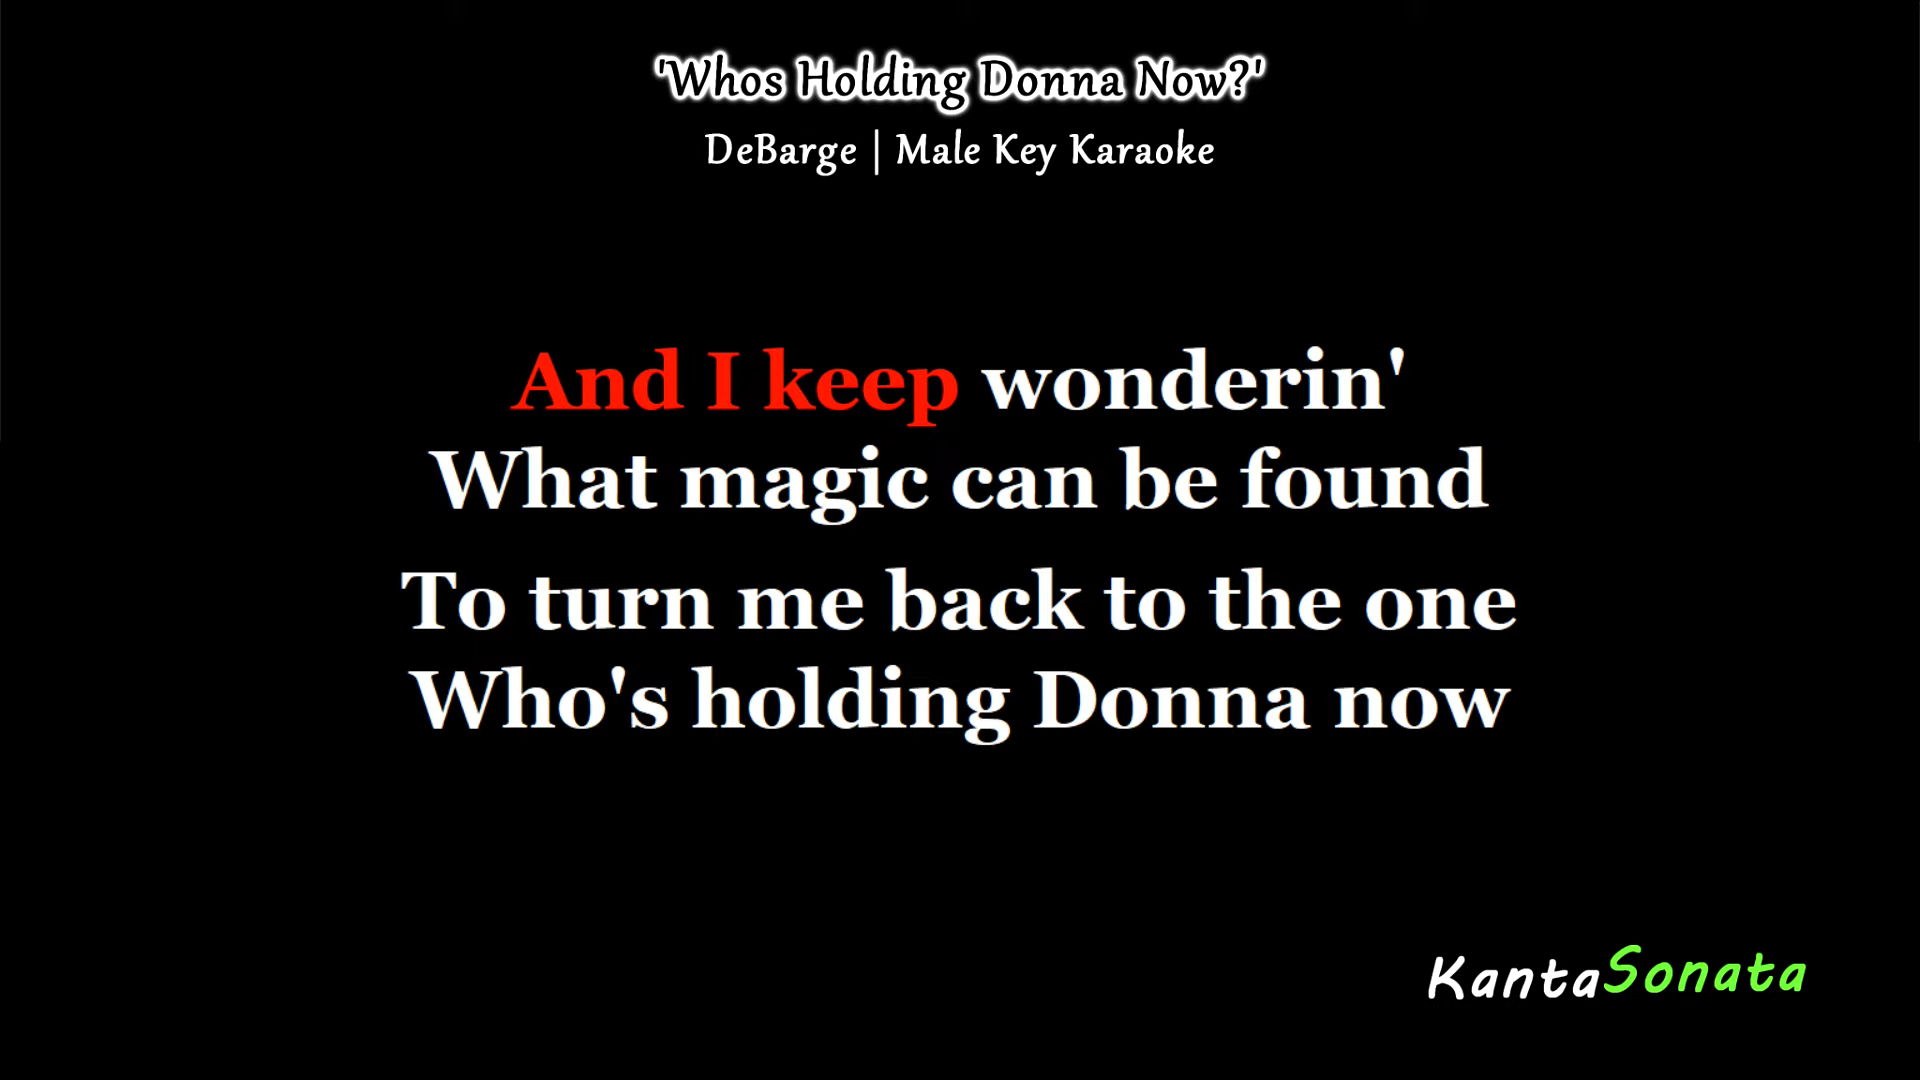 'Whos Holding Donna Now?'
DeBarge | Male Key Karaoke
And I keep wonderin'
What magic can be found
To turn me back to the one
Who's holding Donna now
KantaSonata